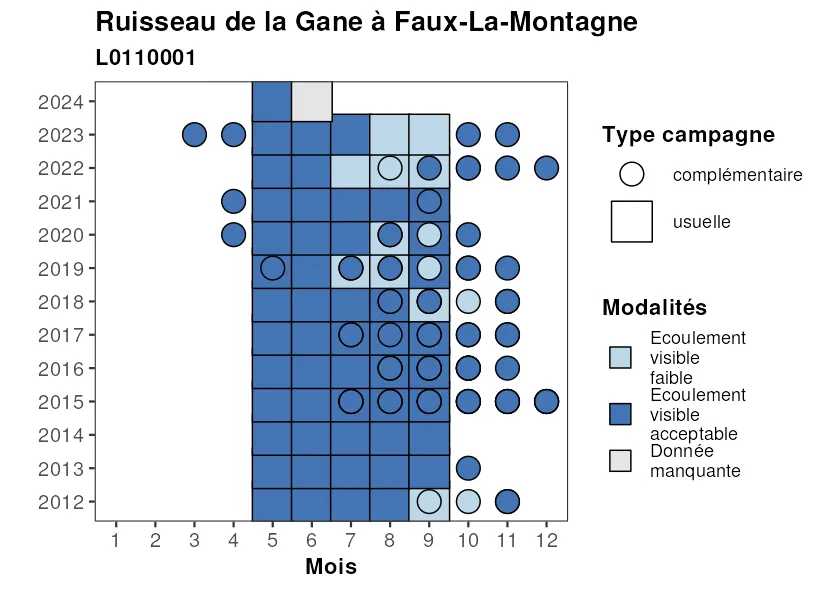 Ruisseau de la Gane à Faux-La-Montagne
L0110001
2024
2023
2022
2021
2020
2019
2018
2017
2016
2015
2014
2013
2012
1 2 3 4 5 6 7 8 9 10 11 12
Mois
Type campagne
complémentaire
usuelle
Modalités
Ecoulement
visible
faible
Ecoulement
visible
acceptable
Donnée
manquante